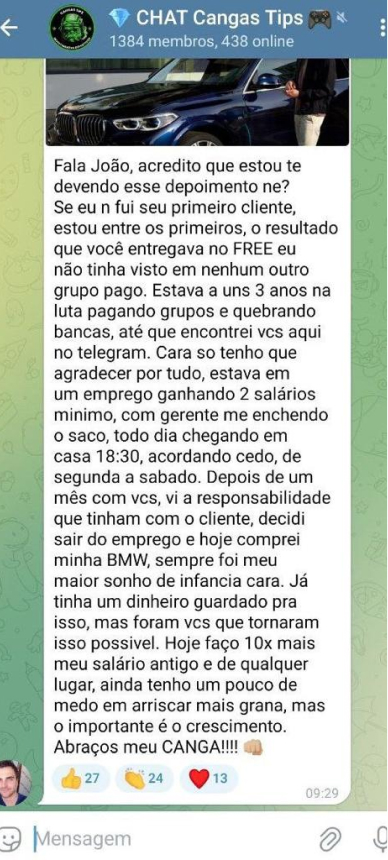 💎 CHAT Cangas Tips 🎮
1384 membros, 438 online
Fala João, acredito que estou te
devendo esse depoimento ne?
Se eu n fui seu primeiro cliente,
estou entre os primeiros, o resultado
que você entregava no FREE eu
não tinha visto em nenhum outro
grupo pago. Estava a uns 3 anos na
luta pagando grupos e quebrando
bancas, até que encontrei vcs aqui
no telegram. Cara so tenho que
agradecer por tudo, estava em
um emprego ganhando 2 salários
minimo, com gerente me enchendo
o saco, todo dia chegando em
casa 18:30, acordando cedo, de
segunda a sabado. Depois de um
mês com vcs, vi a responsabilidade
que tinham com o cliente, decidi
sair do emprego e hoje comprei
minha BMW, sempre foi meu
maior sonho de infancia cara. Já
tinha um dinheiro guardado pra
isso, mas foram vcs que tornaram
isso possivel. Hoje faço 10x mais
meu salário antigo e de qualquer
lugar, ainda tenho um pouco de
medo em arriscar mais grana, mas
o importante é o crescimento.
Abraços meu CANGA!!!! 👊🏼
👍 27 👏 24 ❤️ 13
09:29
Mensagem